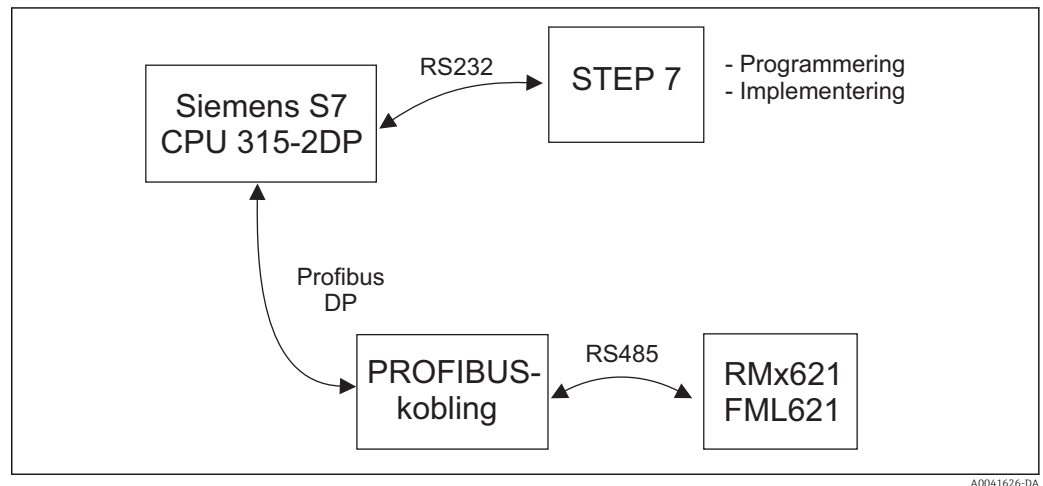 RS232
STEP 7
- Programmering
- Implementering
Siemens S7
CPU 315-2DP
Profibus
DP
PROFIBUS-
kobling
RS485
RMx621
FML621
A0041626-DA